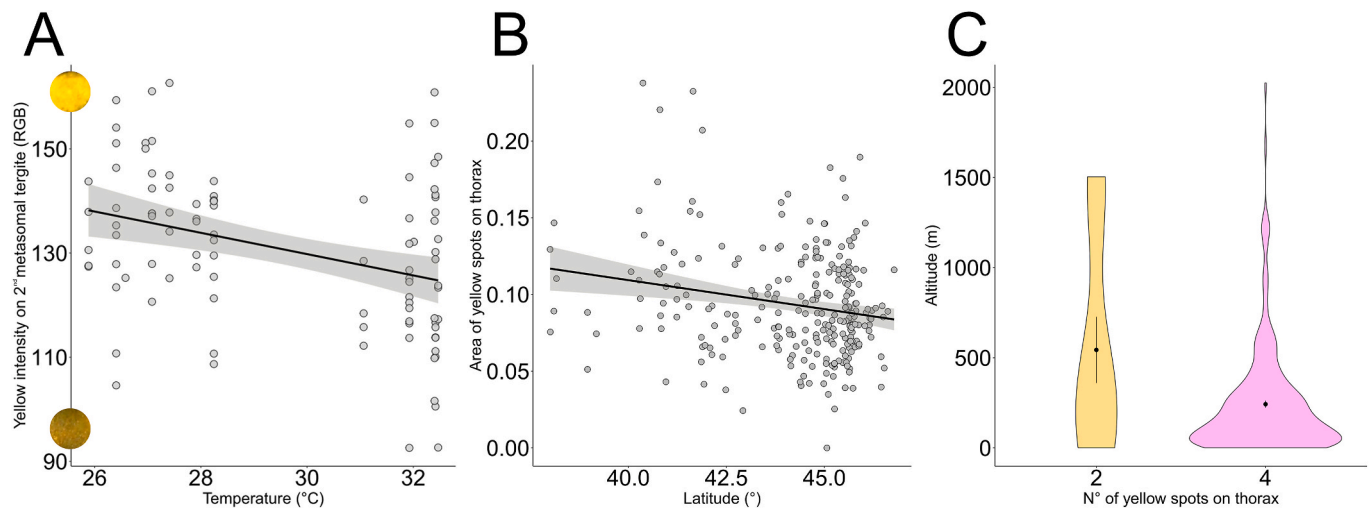 A
B
C
Yellow intensity on 2nd metasomal tergite (RGB)
150
130
110
90
26
28
30
32
Temperature (°C)
Area of yellow spots on thorax
0.20
0.15
0.10
0.05
0.00
40.0
42.5
45.0
Latitude (°)
Altitude (m)
2000
1500
1000
500
0
2
4
N° of yellow spots on thorax